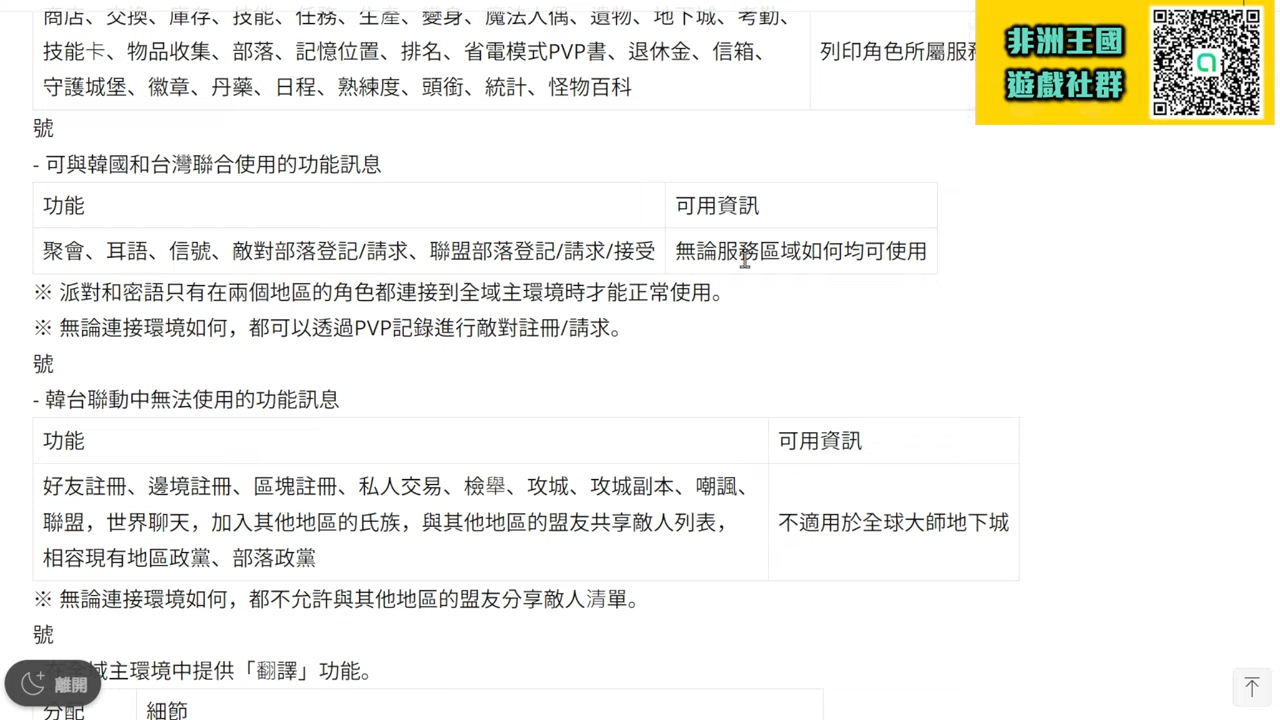 商店、交換、庫存、技能、任務、生產、變身、魔法人偶、遺物、地下城、考勤、
技能卡、物品收集、部落、記憶位置、排名、省電模式PVP書、退休金、信箱、
守護城堡、徽章、丹藥、日程、熟練度、頭銜、統計、怪物百科
列印角色所屬服務
非洲王國
遊戲社群
號
- 可與韓國和台灣聯合使用的功能訊息
功能
可用資訊
聚會、耳語、信號、敵對部落登記/請求、聯盟部落登記/請求/接受
無論服務區域如何均可使用
※ 派對和密語只有在兩個地區的角色都連接到全域主環境時才能正常使用。
※ 無論連接環境如何，都可以透過PVP記錄進行敵對註冊/請求。
號
- 韓台聯動中無法使用的功能訊息
功能
可用資訊
好友註冊、邊境註冊、區塊註冊、私人交易、檢舉、攻城、攻城副本、嘲諷、
聯盟，世界聊天，加入其他地區的氏族，與其他地區的盟友共享敵人列表，
相容現有地區政黨、部落政黨
不適用於全球大師地下城
※ 無論連接環境如何，都不允許與其他地區的盟友分享敵人清單。
號
域主環境中提供「翻譯」功能。
離開
分配
細節